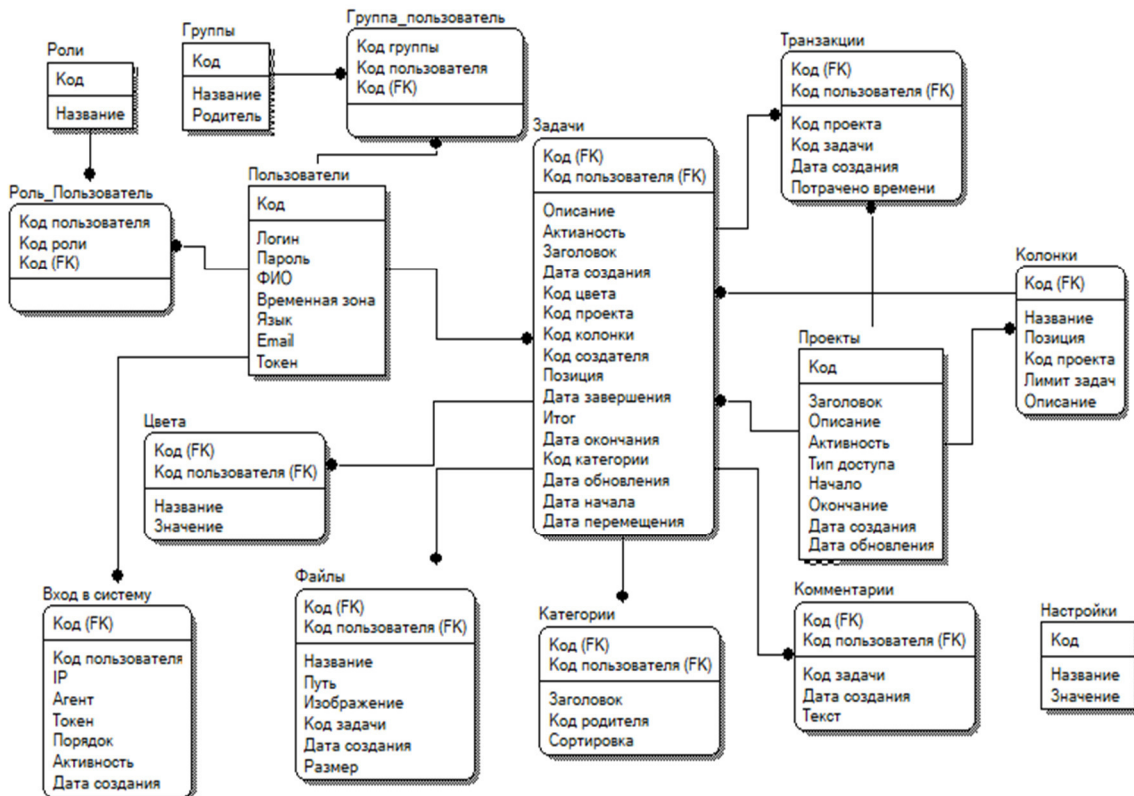 Роли
Код
Название
Группы
Код
Название
Родитель
Группа_пользователь
Код группы
Код пользователя
Код (FK)
Транзакции
Код (FK)
Код пользователя (FK)
Код проекта
Код задачи
Дата создания
Потрачено времени
Роль_Пользователь
Код пользователя
Код роли
Код (FK)
Пользователи
Код
Логин
Пароль
ФИО
Временная зона
Язык
Email
Токен
Задачи
Код (FK)
Код пользователя (FK)
Описание
Активность
Заголовок
Дата создания
Код цвета
Код проекта
Код колонки
Код создателя
Позиция
Дата завершения
Итог
Дата окончания
Код категории
Дата обновления
Дата начала
Дата перемещения
Колонки
Код (FK)
Название
Позиция
Код проекта
Лимит задач
Описание
Проекты
Код
Заголовок
Описание
Активность
Тип доступа
Начало
Окончание
Дата создания
Дата обновления
Цвета
Код (FK)
Код пользователя (FK)
Название
Значение
Вход в систему
Код (FK)
Код пользователя
IP
Агент
Токен
Порядок
Активность
Дата создания
Файлы
Код (FK)
Код пользователя (FK)
Название
Путь
Изображение
Код задачи
Дата создания
Размер
Категории
Код (FK)
Код пользователя (FK)
Заголовок
Код родителя
Сортировка
Комментарии
Код (FK)
Код пользователя (FK)
Код задачи
Дата создания
Текст
Настройки
Код
Название
Значение